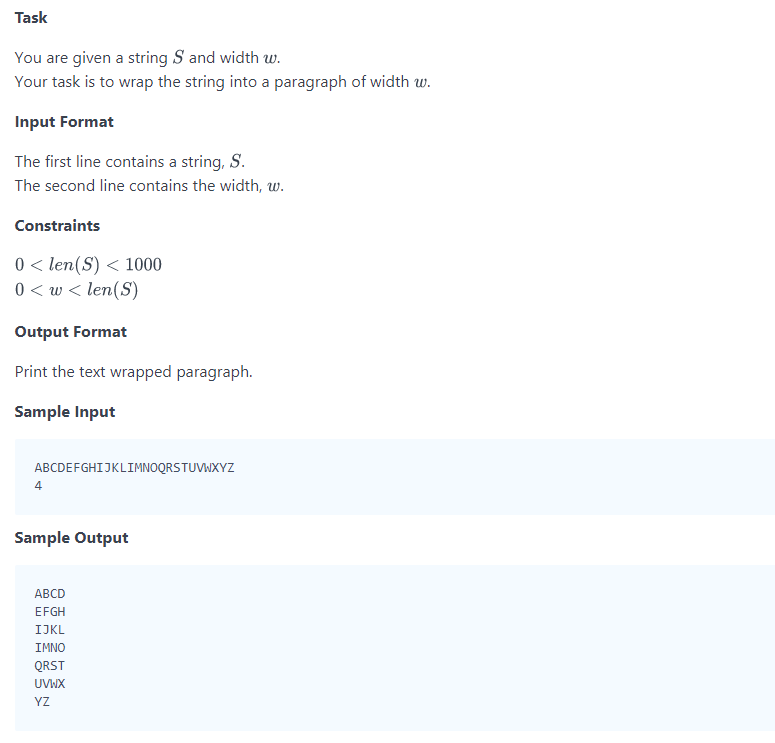 Task
You are given a string S and width w.
Your task is to wrap the string into a paragraph of width w.
Input Format
The first line contains a string, S.
The second line contains the width, w.
Constraints
0 < len(S) < 1000
0 < w < len(S)
Output Format
Print the text wrapped paragraph.
Sample Input
ABCDEFGHIJKLIMNOQRSTUVWXYZ
4
Sample Output
ABCD
EFGH
IJKL
IMNO
QRST
UVWX
YZ